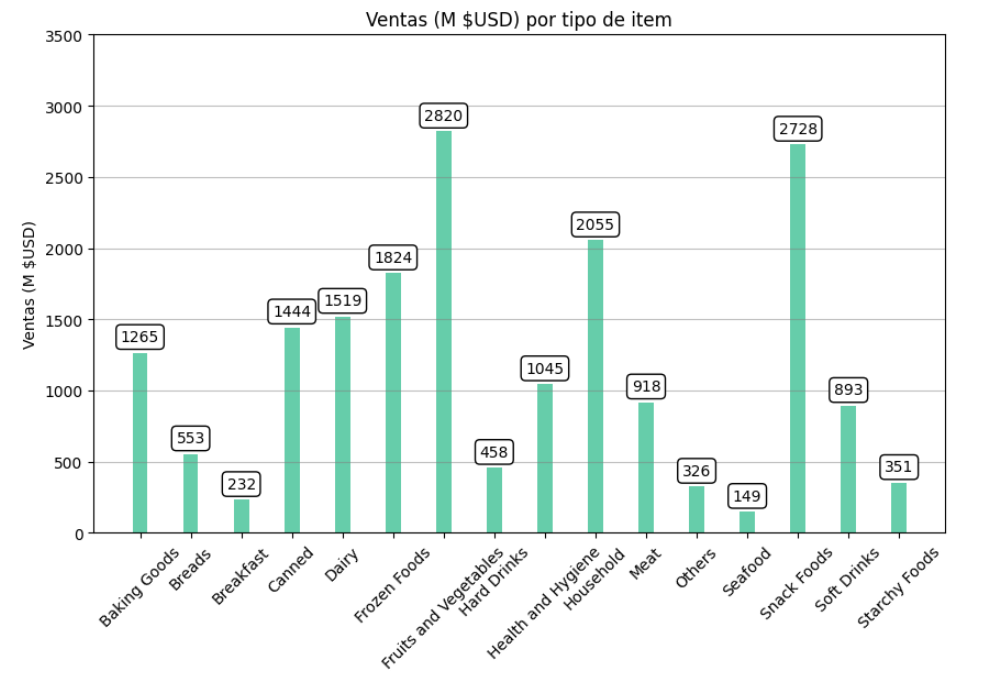 Ventas (M $USD) por tipo de item
Ventas (M $USD)
3500
3000
2500
2000
1500
1000
500
0
1265
553
232
1444
1519
1824
2820
458
1045
2055
918
326
149
2728
893
351
Baking Goods
Breads
Breakfast
Canned
Dairy
Frozen Foods
Fruits and Vegetables
Hard Drinks
Health and Hygiene
Household
Meat
Others
Seafood
Snack Foods
Soft Drinks
Starchy Foods